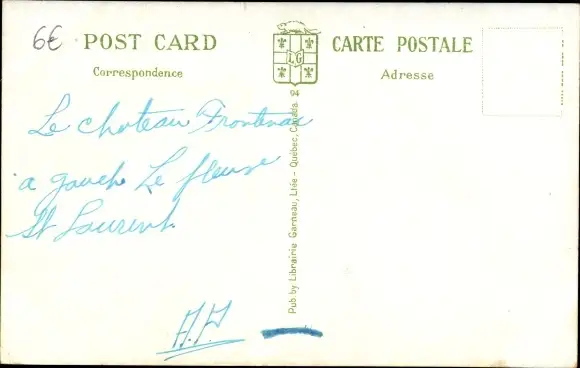 6€
POST CARD
CARTE POSTALE
Correspondence
Adresse
LG
94
Le chateau Frontenac
a gauche Le fleuve
St Laurent
Pub. by Librairie Garneau, Ltée - Québec, Canada.